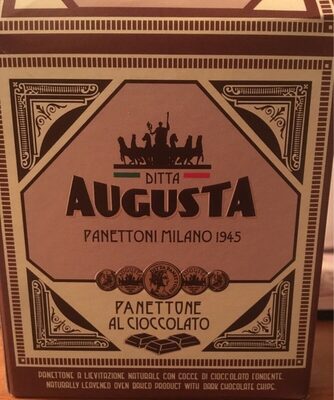 DITTA
AUGUSTA
PANETTONI MILANO 1945
PANETTONE
AL CIOCCOLATO
PANETTONE A LIEVITAZIONE NATURALE CON GOCCE DI CIOCCOLATO FONDENTE.
NATURALLY LEAVENED OVEN BAKED PRODUCT WITH DARK CHOCOLATE CHIPS.